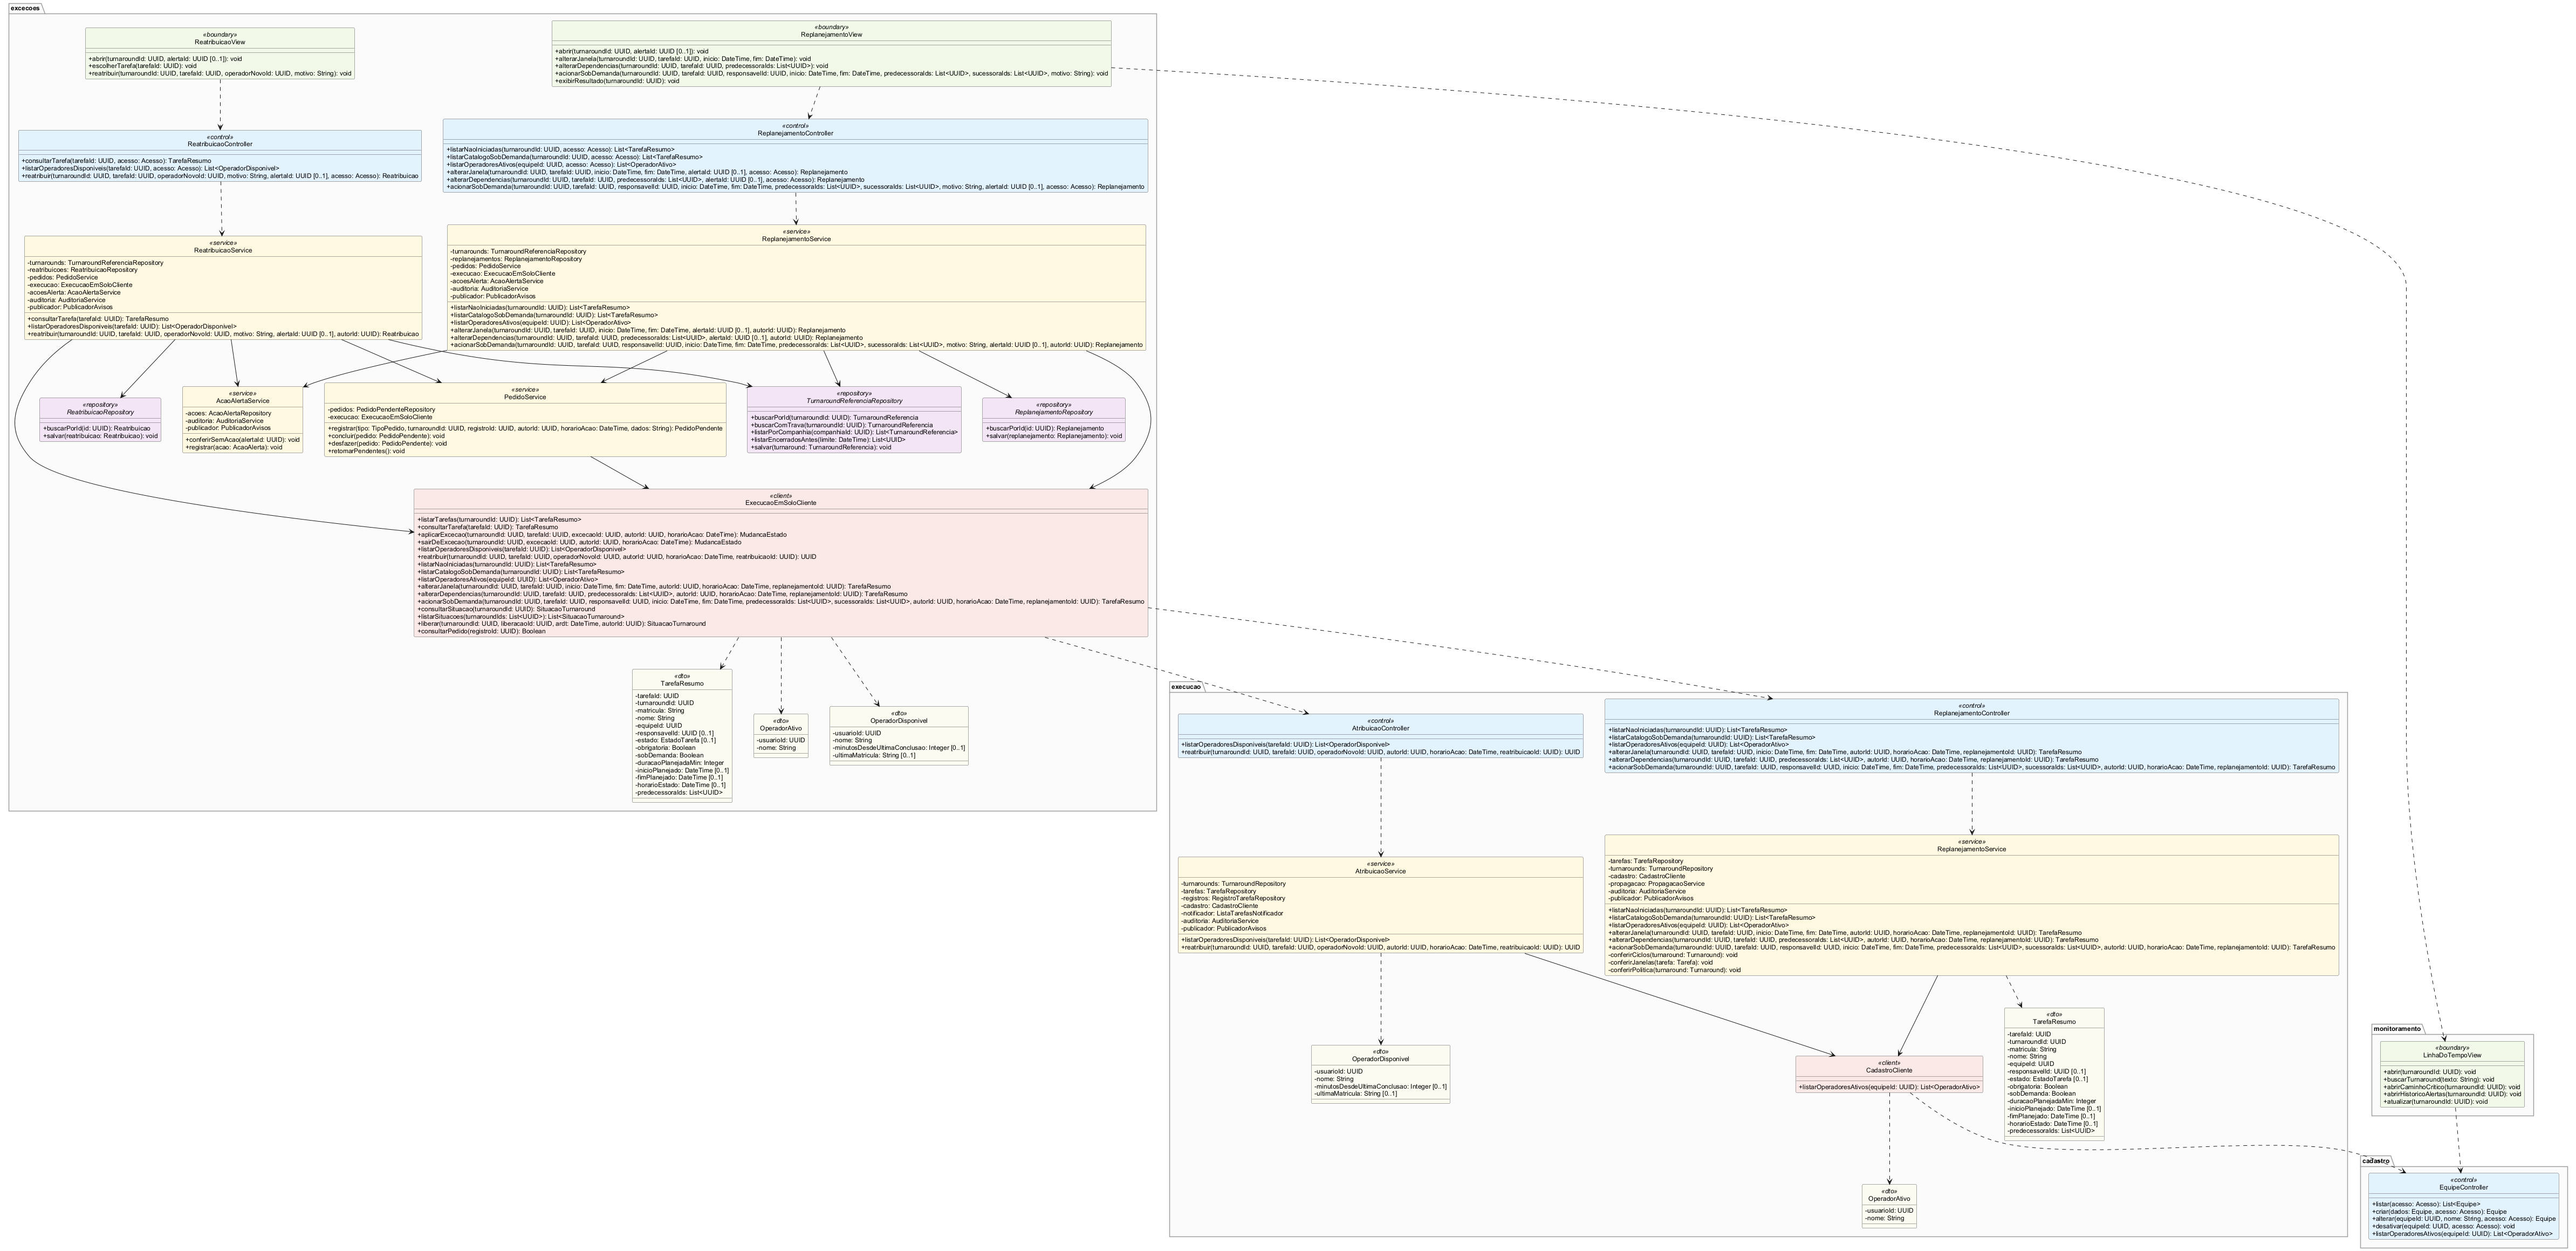 excecoes
«boundary»
ReatribuicaoView
+abrir(turnaroundId: UUID, alertaId: UUID [0..1]): void
+escolherTarefa(tarefaId: UUID): void
+reatribuir(turnaroundId: UUID, tarefaId: UUID, operadorNovoId: UUID, motivo: String): void
«boundary»
ReplanejamentoView
+abrir(turnaroundId: UUID, alertaId: UUID [0..1]): void
+alterarJanela(turnaroundId: UUID, tarefaId: UUID, inicio: DateTime, fim: DateTime): void
+alterarDependencias(turnaroundId: UUID, tarefaId: UUID, predecessoraIds: List<UUID>): void
+acionarSobDemanda(turnaroundId: UUID, tarefaId: UUID, responsavelId: UUID, inicio: DateTime, fim: DateTime, predecessoraIds: List<UUID>, sucessoraIds: List<UUID>, motivo: String): void
+exibirResultado(turnaroundId: UUID): void
«control»
ReatribuicaoController
+consultarTarefa(tarefaId: UUID, acesso: Acesso): TarefaResumo
+listarOperadoresDisponiveis(tarefaId: UUID, acesso: Acesso): List<OperadorDisponivel>
+reatribuir(turnaroundId: UUID, tarefaId: UUID, operadorNovoId: UUID, motivo: String, alertaId: UUID [0..1], acesso: Acesso): Reatribuicao
«control»
ReplanejamentoController
+listarNaoIniciadas(turnaroundId: UUID, acesso: Acesso): List<TarefaResumo>
+listarCatalogoSobDemanda(turnaroundId: UUID, acesso: Acesso): List<TarefaResumo>
+listarOperadoresAtivos(equipeId: UUID, acesso: Acesso): List<OperadorAtivo>
+alterarJanela(turnaroundId: UUID, tarefaId: UUID, inicio: DateTime, fim: DateTime, alertaId: UUID [0..1], acesso: Acesso): Replanejamento
+alterarDependencias(turnaroundId: UUID, tarefaId: UUID, predecessoraIds: List<UUID>, alertaId: UUID [0..1], acesso: Acesso): Replanejamento
+acionarSobDemanda(turnaroundId: UUID, tarefaId: UUID, responsavelId: UUID, inicio: DateTime, fim: DateTime, predecessoraIds: List<UUID>, sucessoraIds: List<UUID>, motivo: String, alertaId: UUID [0..1], acesso: Acesso): Replanejamento
«service»
ReatribuicaoService
-turnarounds: TurnaroundReferenciaRepository
-reatribuicoes: ReatribuicaoRepository
-pedidos: PedidoService
-execucao: ExecucaoEmSoloCliente
-acoesAlerta: AcaoAlertaService
-auditoria: AuditoriaService
-publicador: PublicadorAvisos
+consultarTarefa(tarefaId: UUID): TarefaResumo
+listarOperadoresDisponiveis(tarefaId: UUID): List<OperadorDisponivel>
+reatribuir(turnaroundId: UUID, tarefaId: UUID, operadorNovoId: UUID, motivo: String, alertaId: UUID [0..1], autorId: UUID): Reatribuicao
«service»
ReplanejamentoService
-turnarounds: TurnaroundReferenciaRepository
-replanejamentos: ReplanejamentoRepository
-pedidos: PedidoService
-execucao: ExecucaoEmSoloCliente
-acoesAlerta: AcaoAlertaService
-auditoria: AuditoriaService
-publicador: PublicadorAvisos
+listarNaoIniciadas(turnaroundId: UUID): List<TarefaResumo>
+listarCatalogoSobDemanda(turnaroundId: UUID): List<TarefaResumo>
+listarOperadoresAtivos(equipeId: UUID): List<OperadorAtivo>
+alterarJanela(turnaroundId: UUID, tarefaId: UUID, inicio: DateTime, fim: DateTime, alertaId: UUID [0..1], autorId: UUID): Replanejamento
+alterarDependencias(turnaroundId: UUID, tarefaId: UUID, predecessoraIds: List<UUID>, alertaId: UUID [0..1], autorId: UUID): Replanejamento
+acionarSobDemanda(turnaroundId: UUID, tarefaId: UUID, responsavelId: UUID, inicio: DateTime, fim: DateTime, predecessoraIds: List<UUID>, sucessoraIds: List<UUID>, motivo: String, alertaId: UUID [0..1], autorId: UUID): Replanejamento
«repository»
ReatribuicaoRepository
+buscarPorId(id: UUID): Reatribuicao
+salvar(reatribuicao: Reatribuicao): void
«service»
AcaoAlertaService
-acoes: AcaoAlertaRepository
-auditoria: AuditoriaService
-publicador: PublicadorAvisos
+conferirSemAcao(alertaId: UUID): void
+registrar(acao: AcaoAlerta): void
«service»
PedidoService
-pedidos: PedidoPendenteRepository
-execucao: ExecucaoEmSoloCliente
+registrar(tipo: TipoPedido, turnaroundId: UUID, registroId: UUID, autorId: UUID, horarioAcao: DateTime, dados: String): PedidoPendente
+concluir(pedido: PedidoPendente): void
+desfazer(pedido: PedidoPendente): void
+retomarPendentes(): void
«repository»
TurnaroundReferenciaRepository
+buscarPorId(turnaroundId: UUID): TurnaroundReferencia
+buscarComTrava(turnaroundId: UUID): TurnaroundReferencia
+listarPorCompanhia(companhiaId: UUID): List<TurnaroundReferencia>
+listarEncerradosAntes(limite: DateTime): List<UUID>
+salvar(turnaround: TurnaroundReferencia): void
«repository»
ReplanejamentoRepository
+buscarPorId(id: UUID): Replanejamento
+salvar(replanejamento: Replanejamento): void
«client»
ExecucaoEmSoloCliente
+listarTarefas(turnaroundId: UUID): List<TarefaResumo>
+consultarTarefa(tarefaId: UUID): TarefaResumo
+aplicarExcecao(turnaroundId: UUID, tarefaId: UUID, excecaoId: UUID, autorId: UUID, horarioAcao: DateTime): MudancaEstado
+sairDeExcecao(turnaroundId: UUID, excecaoId: UUID, autorId: UUID, horarioAcao: DateTime): MudancaEstado
+listarOperadoresDisponiveis(tarefaId: UUID): List<OperadorDisponivel>
+reatribuir(turnaroundId: UUID, tarefaId: UUID, operadorNovoId: UUID, autorId: UUID, horarioAcao: DateTime, reatribuicaoId: UUID): UUID
+listarNaoIniciadas(turnaroundId: UUID): List<TarefaResumo>
+listarCatalogoSobDemanda(turnaroundId: UUID): List<TarefaResumo>
+listarOperadoresAtivos(equipeId: UUID): List<OperadorAtivo>
+alterarJanela(turnaroundId: UUID, tarefaId: UUID, inicio: DateTime, fim: DateTime, autorId: UUID, horarioAcao: DateTime, replanejamentoId: UUID): TarefaResumo
+alterarDependencias(turnaroundId: UUID, tarefaId: UUID, predecessoraIds: List<UUID>, autorId: UUID, horarioAcao: DateTime, replanejamentoId: UUID): TarefaResumo
+acionarSobDemanda(turnaroundId: UUID, tarefaId: UUID, responsavelId: UUID, inicio: DateTime, fim: DateTime, predecessoraIds: List<UUID>, sucessoraIds: List<UUID>, autorId: UUID, horarioAcao: DateTime, replanejamentoId: UUID): TarefaResumo
+consultarSituacao(turnaroundId: UUID): SituacaoTurnaround
+listarSituacoes(turnaroundIds: List<UUID>): List<SituacaoTurnaround>
+liberar(turnaroundId: UUID, liberacaoId: UUID, ardt: DateTime, autorId: UUID): SituacaoTurnaround
+consultarPedido(registroId: UUID): Boolean
«dto»
TarefaResumo
-tarefaId: UUID
-turnaroundId: UUID
-matricula: String
-nome: String
-equipeId: UUID
-responsavelId: UUID [0..1]
-estado: EstadoTarefa [0..1]
-obrigatoria: Boolean
-sobDemanda: Boolean
-duracaoPlanejadaMin: Integer
-inicioPlanejado: DateTime [0..1]
-fimPlanejado: DateTime [0..1]
-horarioEstado: DateTime [0..1]
-predecessoraIds: List<UUID>
«dto»
OperadorAtivo
-usuarioId: UUID
-nome: String
«dto»
OperadorDisponivel
-usuarioId: UUID
-nome: String
-minutosDesdeUltimaConclusao: Integer [0..1]
-ultimaMatricula: String [0..1]
execucao
«control»
AtribuicaoController
+listarOperadoresDisponiveis(tarefaId: UUID): List<OperadorDisponivel>
+reatribuir(turnaroundId: UUID, tarefaId: UUID, operadorNovoId: UUID, autorId: UUID, horarioAcao: DateTime, reatribuicaoId: UUID): UUID
«control»
ReplanejamentoController
+listarNaoIniciadas(turnaroundId: UUID): List<TarefaResumo>
+listarCatalogoSobDemanda(turnaroundId: UUID): List<TarefaResumo>
+listarOperadoresAtivos(equipeId: UUID): List<OperadorAtivo>
+alterarJanela(turnaroundId: UUID, tarefaId: UUID, inicio: DateTime, fim: DateTime, autorId: UUID, horarioAcao: DateTime, replanejamentoId: UUID): TarefaResumo
+alterarDependencias(turnaroundId: UUID, tarefaId: UUID, predecessoraIds: List<UUID>, autorId: UUID, horarioAcao: DateTime, replanejamentoId: UUID): TarefaResumo
+acionarSobDemanda(turnaroundId: UUID, tarefaId: UUID, responsavelId: UUID, inicio: DateTime, fim: DateTime, predecessoraIds: List<UUID>, sucessoraIds: List<UUID>, autorId: UUID, horarioAcao: DateTime, replanejamentoId: UUID): TarefaResumo
«service»
AtribuicaoService
-turnarounds: TurnaroundRepository
-tarefas: TarefaRepository
-registros: RegistroTarefaRepository
-cadastro: CadastroCliente
-notificador: ListaTarefasNotificador
-auditoria: AuditoriaService
-publicador: PublicadorAvisos
+listarOperadoresDisponiveis(tarefaId: UUID): List<OperadorDisponivel>
+reatribuir(turnaroundId: UUID, tarefaId: UUID, operadorNovoId: UUID, autorId: UUID, horarioAcao: DateTime, reatribuicaoId: UUID): UUID
«service»
ReplanejamentoService
-tarefas: TarefaRepository
-turnarounds: TurnaroundRepository
-cadastro: CadastroCliente
-propagacao: PropagacaoService
-auditoria: AuditoriaService
-publicador: PublicadorAvisos
+listarNaoIniciadas(turnaroundId: UUID): List<TarefaResumo>
+listarCatalogoSobDemanda(turnaroundId: UUID): List<TarefaResumo>
+listarOperadoresAtivos(equipeId: UUID): List<OperadorAtivo>
+alterarJanela(turnaroundId: UUID, tarefaId: UUID, inicio: DateTime, fim: DateTime, autorId: UUID, horarioAcao: DateTime, replanejamentoId: UUID): TarefaResumo
+alterarDependencias(turnaroundId: UUID, tarefaId: UUID, predecessoraIds: List<UUID>, autorId: UUID, horarioAcao: DateTime, replanejamentoId: UUID): TarefaResumo
+acionarSobDemanda(turnaroundId: UUID, tarefaId: UUID, responsavelId: UUID, inicio: DateTime, fim: DateTime, predecessoraIds: List<UUID>, sucessoraIds: List<UUID>, autorId: UUID, horarioAcao: DateTime, replanejamentoId: UUID): TarefaResumo
-conferirCiclos(turnaround: Turnaround): void
-conferirJanelas(tarefa: Tarefa): void
-conferirPolitica(turnaround: Turnaround): void
«dto»
OperadorDisponivel
-usuarioId: UUID
-nome: String
-minutosDesdeUltimaConclusao: Integer [0..1]
-ultimaMatricula: String [0..1]
«client»
CadastroCliente
+listarOperadoresAtivos(equipeId: UUID): List<OperadorAtivo>
«dto»
TarefaResumo
-tarefaId: UUID
-turnaroundId: UUID
-matricula: String
-nome: String
-equipeId: UUID
-responsavelId: UUID [0..1]
-estado: EstadoTarefa [0..1]
-obrigatoria: Boolean
-sobDemanda: Boolean
-duracaoPlanejadaMin: Integer
-inicioPlanejado: DateTime [0..1]
-fimPlanejado: DateTime [0..1]
-horarioEstado: DateTime [0..1]
-predecessoraIds: List<UUID>
«dto»
OperadorAtivo
-usuarioId: UUID
-nome: String
monitoramento
«boundary»
LinhaDoTempoView
+abrir(turnaroundId: UUID): void
+buscarTurnaround(texto: String): void
+abrirCaminhoCritico(turnaroundId: UUID): void
+abrirHistoricoAlertas(turnaroundId: UUID): void
+atualizar(turnaroundId: UUID): void
cadastro
«control»
EquipeController
+listar(acesso: Acesso): List<Equipe>
+criar(dados: Equipe, acesso: Acesso): Equipe
+alterar(equipeId: UUID, nome: String, acesso: Acesso): Equipe
+desativar(equipeId: UUID, acesso: Acesso): void
+listarOperadoresAtivos(equipeId: UUID): List<OperadorAtivo>